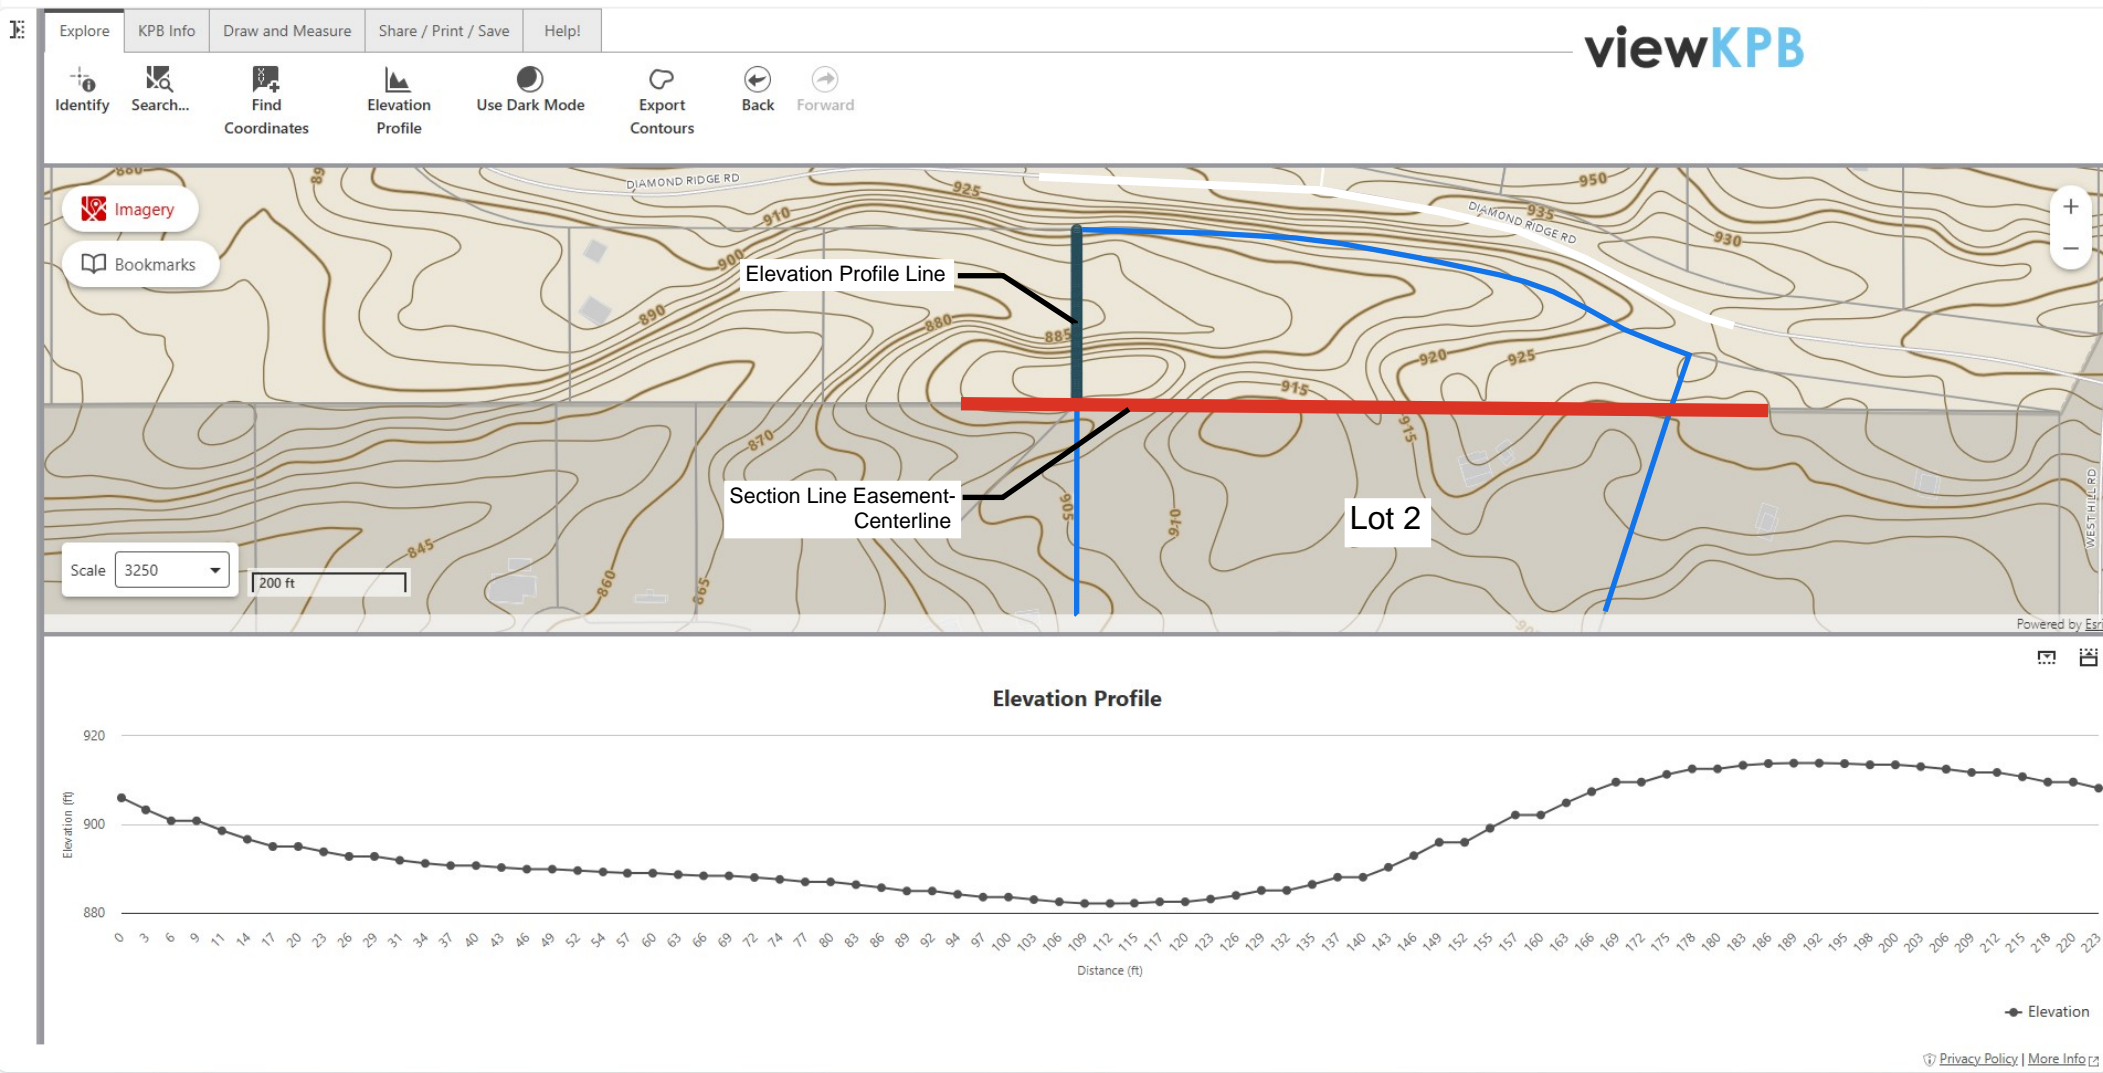 Explore KPB Info Draw and Measure Share / Print / Save Help!
viewKPB
Identify Search... Find Coordinates Elevation Profile Use Dark Mode Export Contours Back Forward
880
89
DIAMOND RIDGE RD
925
950
Imagery
910
DIAMOND RIDGE RD
935
930
+
Bookmarks
900
Elevation Profile Line
−
890
880
885
920
925
915
870
915
Section Line Easement-
Centerline
905
910
Lot 2
WEST HILL RD
845
Scale 3250
200 ft
860
865
90
Powered by Esri
Elevation Profile
920
900
880
Elevation (ft)
0 3 6 9 11 14 17 20 23 26 29 31 34 37 40 43 46 49 52 54 57 60 63 66 69 72 74 77 80 83 86 89 92 94 97 100 103 106 109 112 115 117 120 123 126 129 132 135 137 140 143 146 149 152 155 157 160 163 166 169 172 175 178 180 183 186 189 192 195 198 200 203 206 209 212 215 218 220 223
Distance (ft)
Elevation
Privacy Policy | More Info